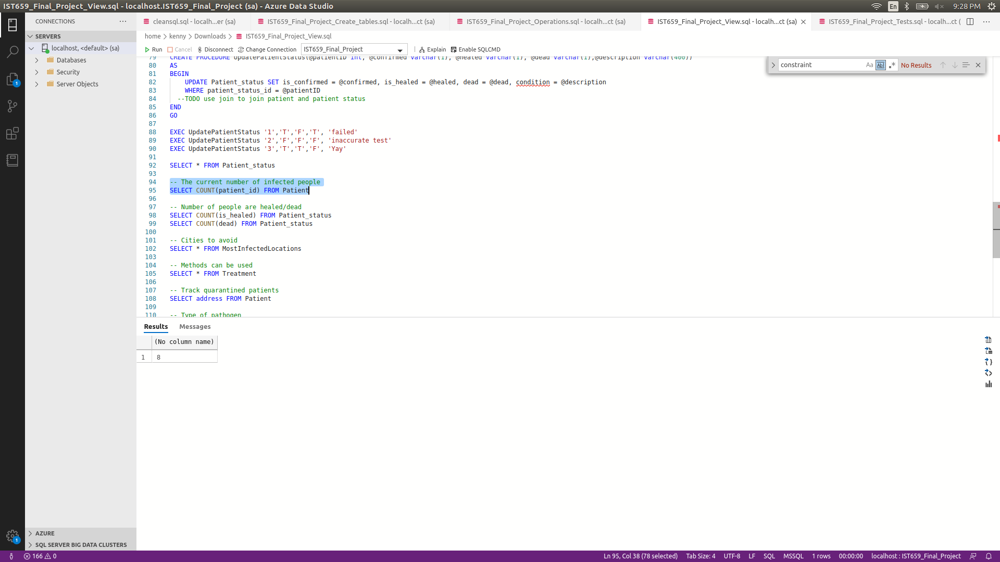 IST659_Final_Project_View.sql - localhost.IST659_Final_Project (sa) - Azure Data Studio
En
9:28 PM
CONNECTIONS
cleansql.sql - localh...er (sa)
IST659_Final_Project_Create_tables.sql - localh...ct (sa)
IST659_Final_Project_Operations.sql - localh...ct (sa)
IST659_Final_Project_View.sql - localh...ct (sa)
IST659_Final_Project_Tests.sql - localh...ct (
SERVERS
localhost, <default> (sa)
Databases
Security
Server Objects
1
home > kenny > Downloads > IST659_Final_Project_View.sql
Run Cancel Disconnect Change Connection IST659_Final_Project Explain Enable SQLCMD
constraint
Aa Abl .* No Results
79 CREATE PROCEDURE UpdatePatientStatus(@patientID int, @confirmed varchar(1), @healed varchar(1), @dead varchar(1),@description varchar(400))
80 AS
81 BEGIN
82 UPDATE Patient_status SET is_confirmed = @confirmed, is_healed = @healed, dead = @dead, condition = @description
83 WHERE patient_status_id = @patientID
84 --TODO use join to join patient and patient status
85 END
86 GO
87
88 EXEC UpdatePatientStatus '1','T','F','T', 'failed'
89 EXEC UpdatePatientStatus '2','F','F','F', 'inaccurate test'
90 EXEC UpdatePatientStatus '3','T','T','F', 'Yay'
91
92 SELECT * FROM Patient_status
93
94 -- The current number of infected people
95 SELECT COUNT(patient_id) FROM Patient
96
97 -- Number of people are healed/dead
98 SELECT COUNT(is_healed) FROM Patient_status
99 SELECT COUNT(dead) FROM Patient_status
100
101 -- Cities to avoid
102 SELECT * FROM MostInfectedLocations
103
104 -- Methods can be used
105 SELECT * FROM Treatment
106
107 -- Track quarantined patients
108 SELECT address FROM Patient
109
110 -- Type of pathogen
Results Messages
(No column name)
1 8
AZURE
SQL SERVER BIG DATA CLUSTERS
1
166 0
Ln 95, Col 38 (78 selected) Tab Size: 4 UTF-8 LF SQL MSSQL 1 rows 00:00:00 localhost : IST659_Final_Project